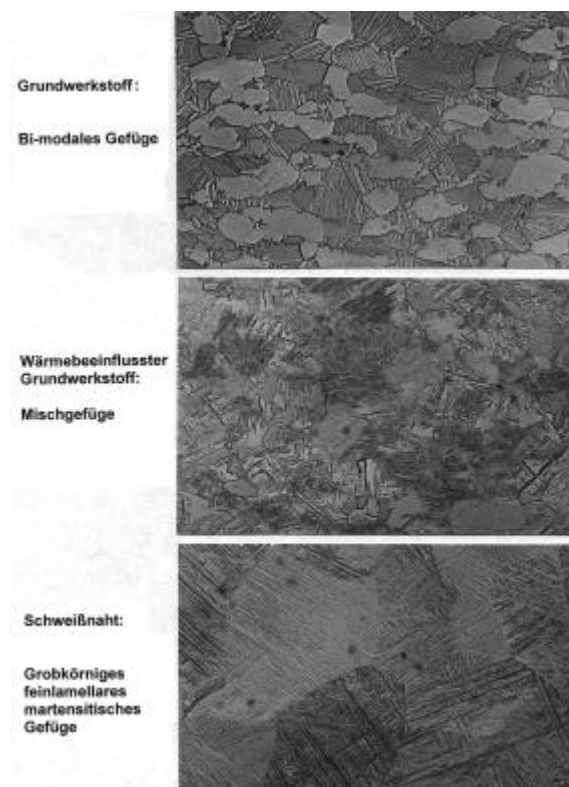 Grundwerkstoff:
Bi-modales Gefüge
Wärmebeeinflusster
Grundwerkstoff:
Mischgefüge
Schweißnaht:
Grobkörniges
feinlamellares
martensitisches
Gefüge